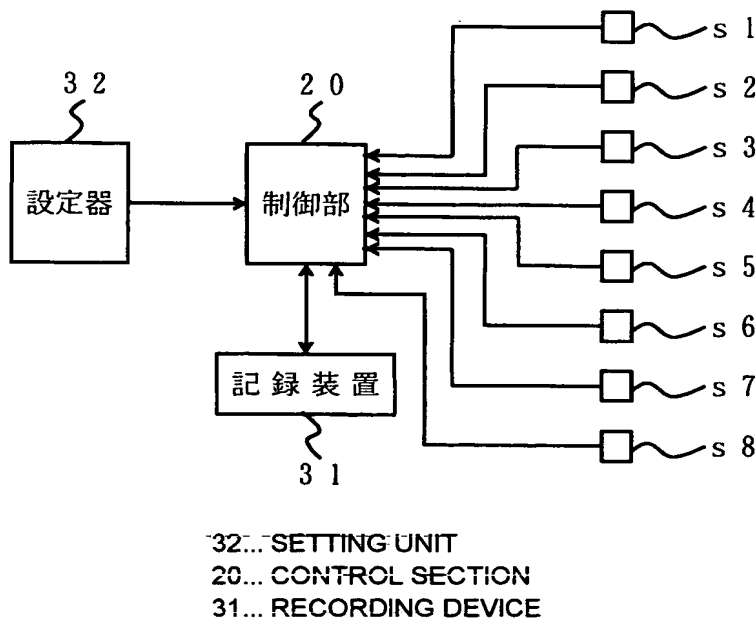 s 1
s 2
s 3
s 4
s 5
s 6
s 7
s 8
3 2
2 0
設定器
制御部
記録装置
3 1
32... SETTING UNIT
20... CONTROL SECTION
31... RECORDING DEVICE